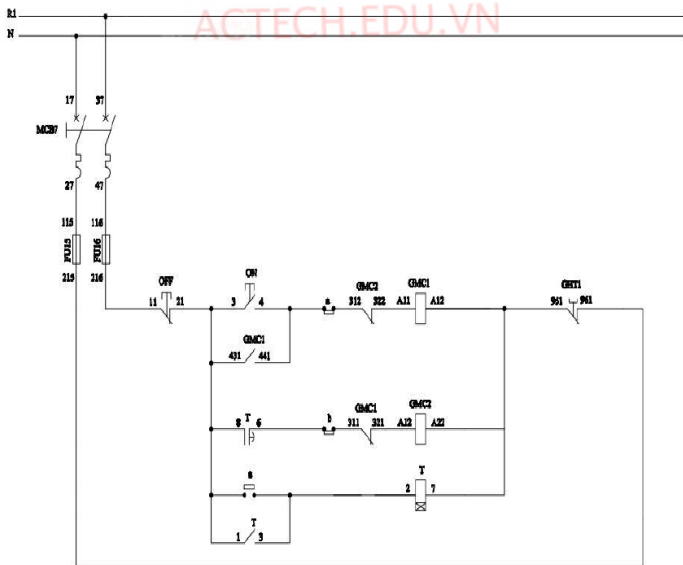 R1
ACTECH.EDU.VN
N
17 37
MCB7
27 47
115 116
FU15 FU16
215 216
OFF ON GMC2 GMC1 GHT1
11 21 3 4 a 312 322 A11 A12 961 961
GMC1
431 441
T b GMC1 GMC2
8 6 311 321 A12 A22
a T
2 7
T
1 3